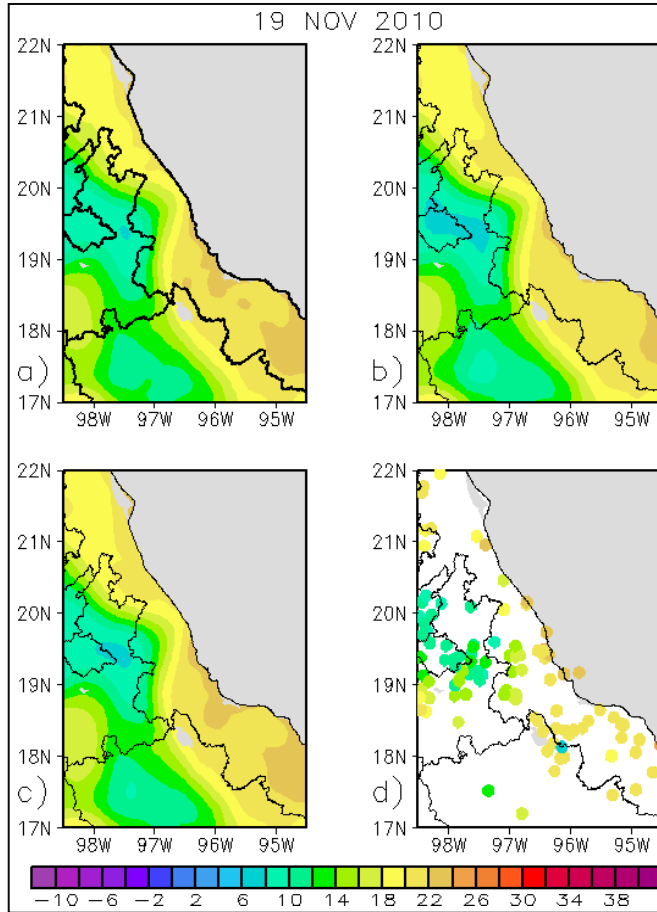 19 NOV 2010
22N 22N
21N 21N
20N 20N
19N 19N
18N 18N
a) b)
17N 17N
98W 97W 96W 95W 98W 97W 96W 95W
22N 22N
21N 21N
20N 20N
19N 19N
18N 18N
c) d)
17N 17N
98W 97W 96W 95W 98W 97W 96W 95W
−10 −6 −2 2 6 10 14 18 22 26 30 34 38